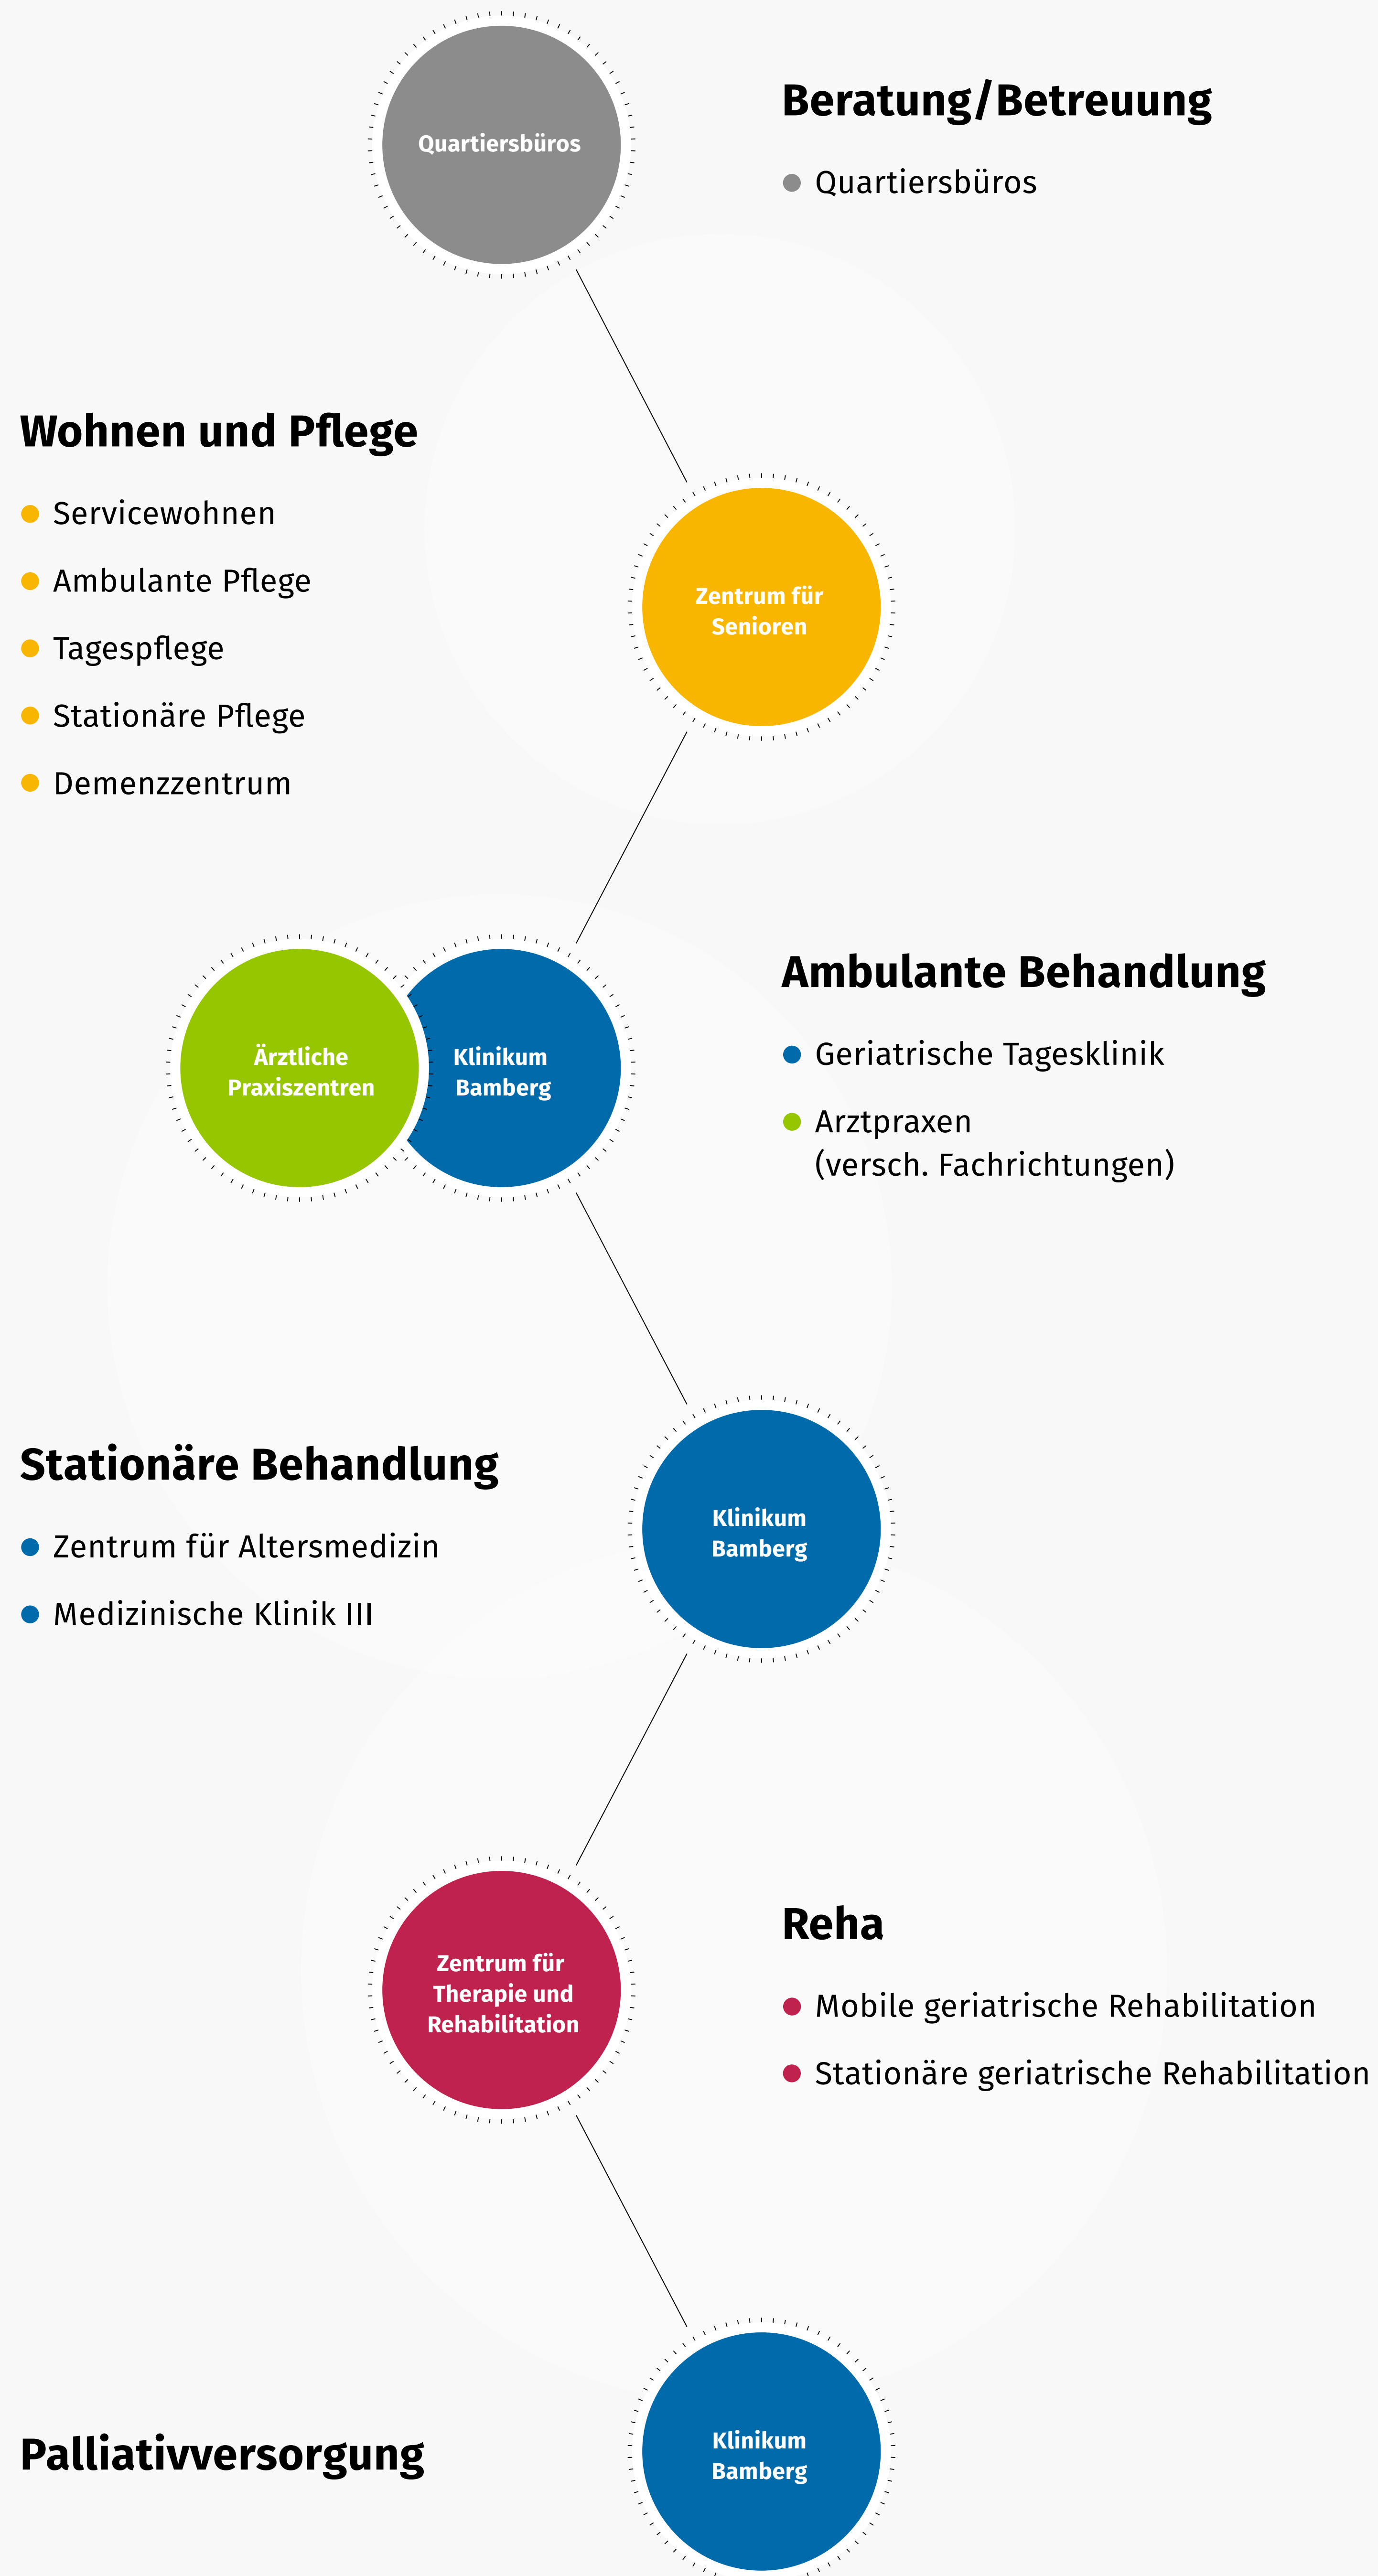 Quartiersbüros
Beratung/Betreuung
Quartiersbüros
Wohnen und Pflege
Servicewohnen
Ambulante Pflege
Tagespflege
Stationäre Pflege
Demenzzentrum
Zentrum für
Senioren
Ärztliche
Praxiszentren
Klinikum
Bamberg
Ambulante Behandlung
Geriatrische Tagesklinik
Arztpraxen
(versch. Fachrichtungen)
Stationäre Behandlung
Zentrum für Altersmedizin
Medizinische Klinik III
Klinikum
Bamberg
Zentrum für
Therapie und
Rehabilitation
Reha
Mobile geriatrische Rehabilitation
Stationäre geriatrische Rehabilitation
Palliativversorgung
Klinikum
Bamberg